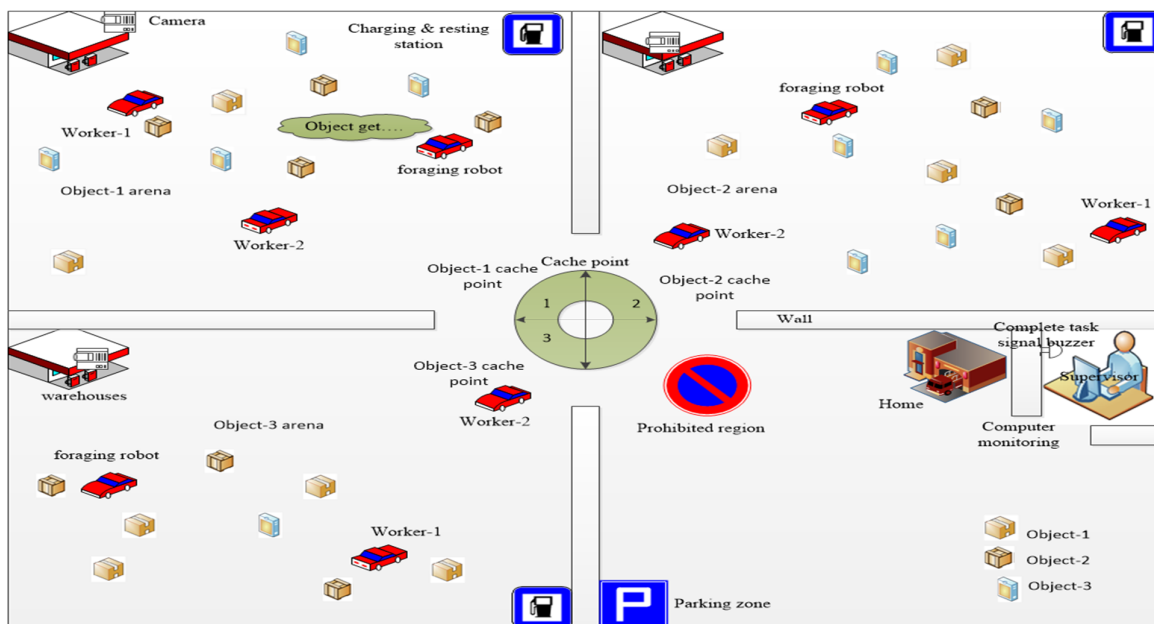 Camera
Charging & resting
station
Worker-1
Object get....
foraging robot
Object-1 arena
Worker-2
foraging robot
Object-2 arena
Worker-1
Worker-2
Cache point
Object-1 cache
point
Object-2 cache
point
1
2
3
Wall
Object-3 cache
point
Worker-2
warehouses
Object-3 arena
foraging robot
Worker-1
Prohibited region
Home
Complete task
signal buzzer
Supervisor
Computer
monitoring
Object-1
Object-2
Object-3
P
Parking zone